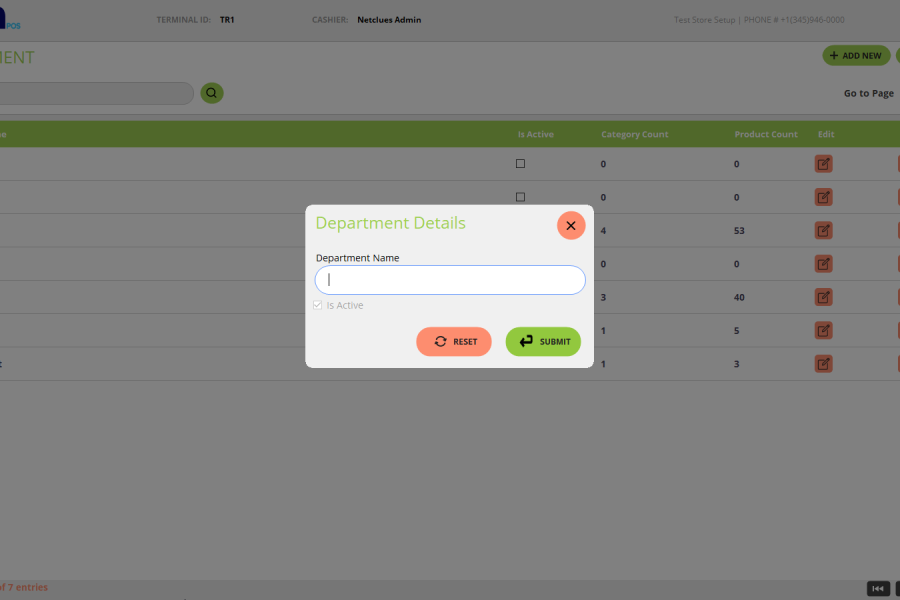 POS
TERMINAL ID: TR1 CASHIER: Netclues Admin Test Store Setup | PHONE # +1(345)946-0000
MENT
ADD NEW
Go to Page
Is Active Category Count Product Count Edit
0 0
0 0
4 53
0 0
3 40
1 5
1 3
Department Details
Department Name
Is Active
RESET SUBMIT
of 7 entries